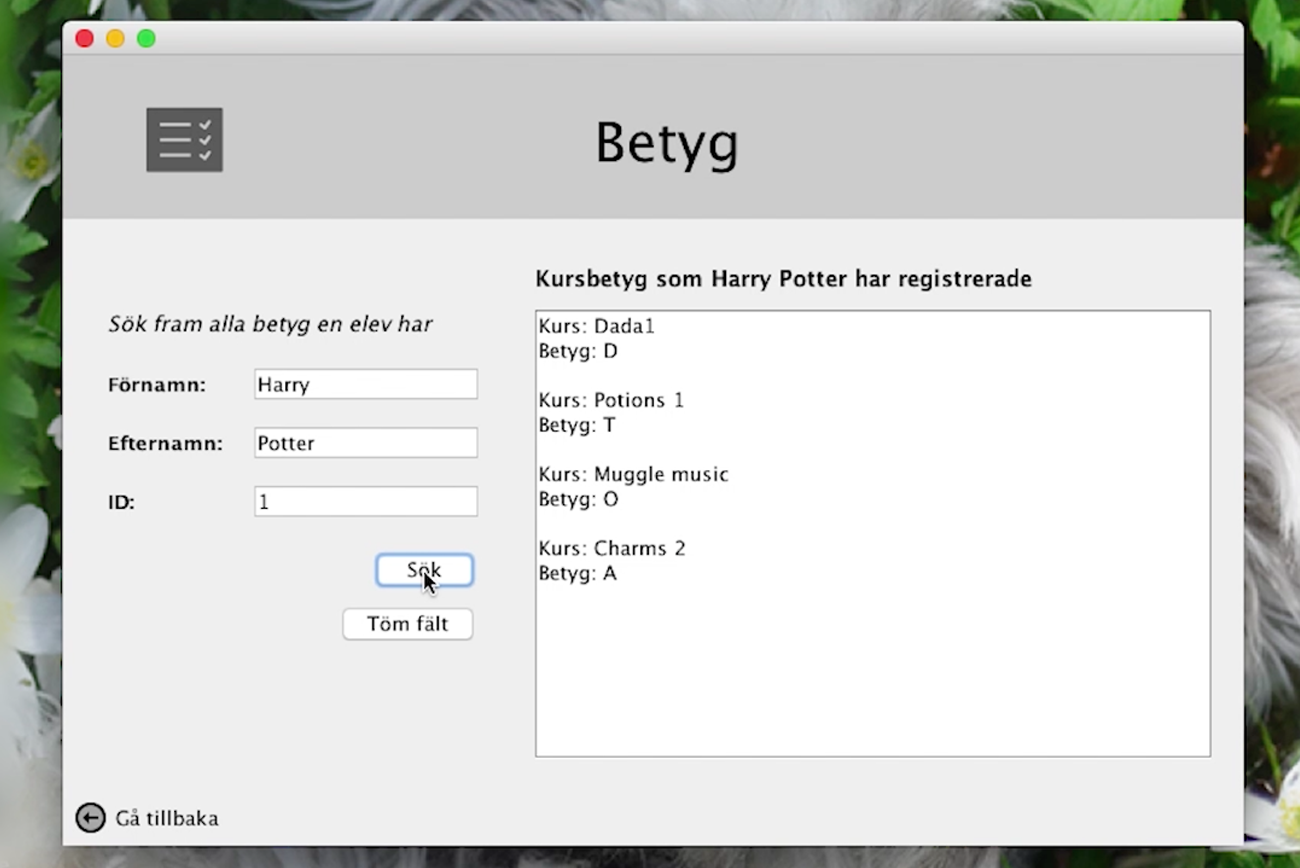 Betyg
Kursbetyg som Harry Potter har registrerade
Sök fram alla betyg en elev har
Förnamn: Harry
Efternamn: Potter
ID: 1
Sök
Töm fält
Kurs: Dada1
Betyg: D
Kurs: Potions 1
Betyg: T
Kurs: Muggle music
Betyg: O
Kurs: Charms 2
Betyg: A
Gå tillbaka